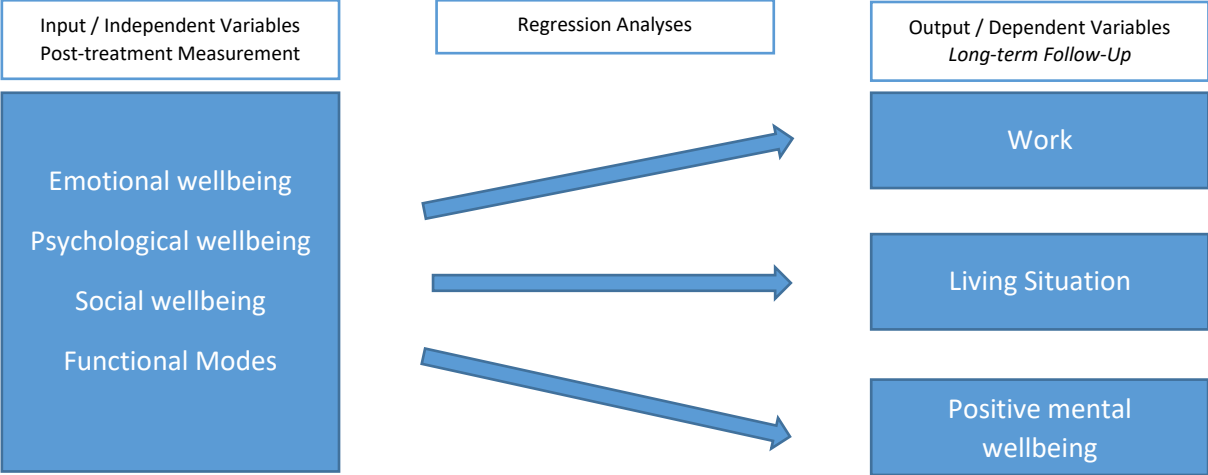 Input / Independent Variables
Post-treatment Measurement
Regression Analyses
Output / Dependent Variables
Long-term Follow-Up
Emotional wellbeing
Psychological wellbeing
Social wellbeing
Functional Modes
Work
Living Situation
Positive mental
wellbeing